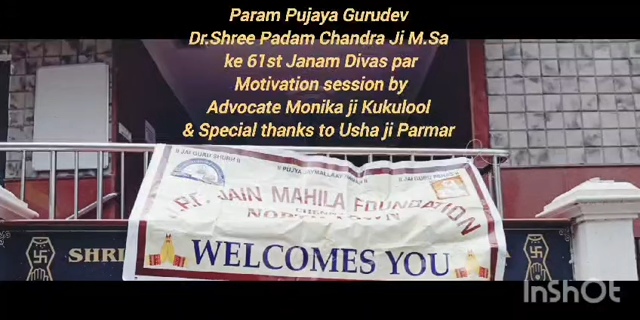 Param Pujaya Gurudev
Dr.Shree Padam Chandra Ji M.Sa
ke 61st Janam Divas par
Motivation session by
Advocate Monika ji Kukulool
& Special thanks to Usha ji Parmar
JAIN MAHILA FOUNDATION
WELCOMES YOU
SHRI
InShOt